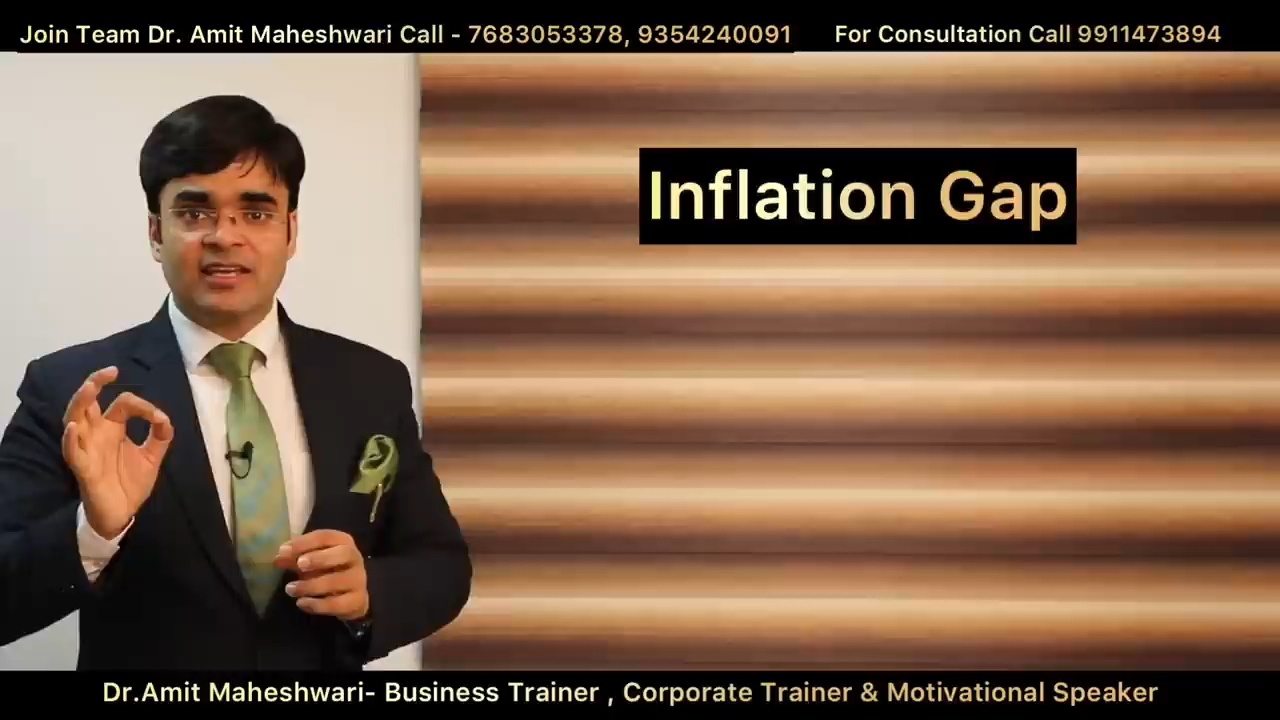 Join Team Dr. Amit Maheshwari Call - 7683053378, 9354240091 For Consultation Call 9911473894
Inflation Gap
Dr.Amit Maheshwari- Business Trainer , Corporate Trainer & Motivational Speaker